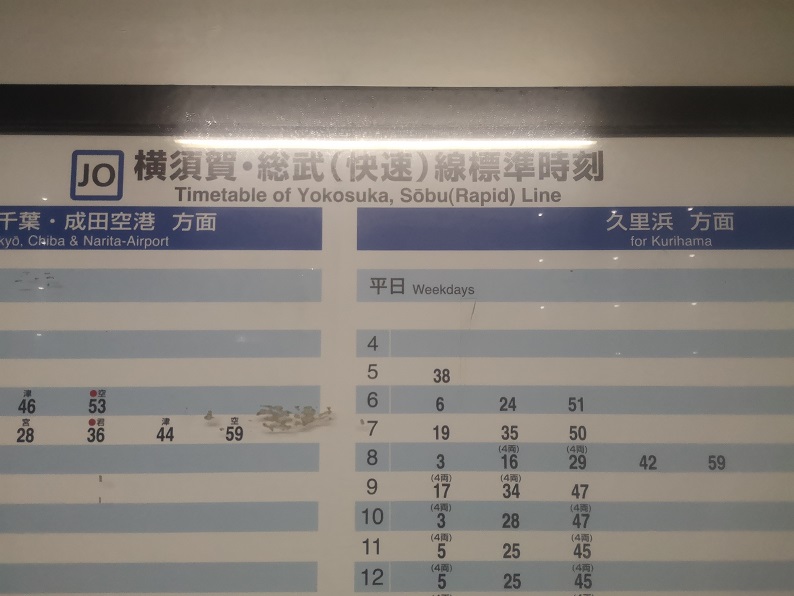 JO 横須賀・総武(快速)線標準時刻
Timetable of Yokosuka, Sōbu(Rapid) Line
千葉・成田空港 方面
kyō, Chiba & Narita-Airport
津 ●空
46 53
宮 ●君 津 空
28 36 44 59
久里浜 方面
for Kurihama
平日 Weekdays
4
5 38
6 6 24 51
7 19 35 50
(4両) (4両)
8 3 16 29 42 59
(4両) (4両)
9 17 34 47
(4両) (4両)
10 3 28 47
(4両) (4両)
11 5 25 45
(4両) (4両)
12 5 25 45